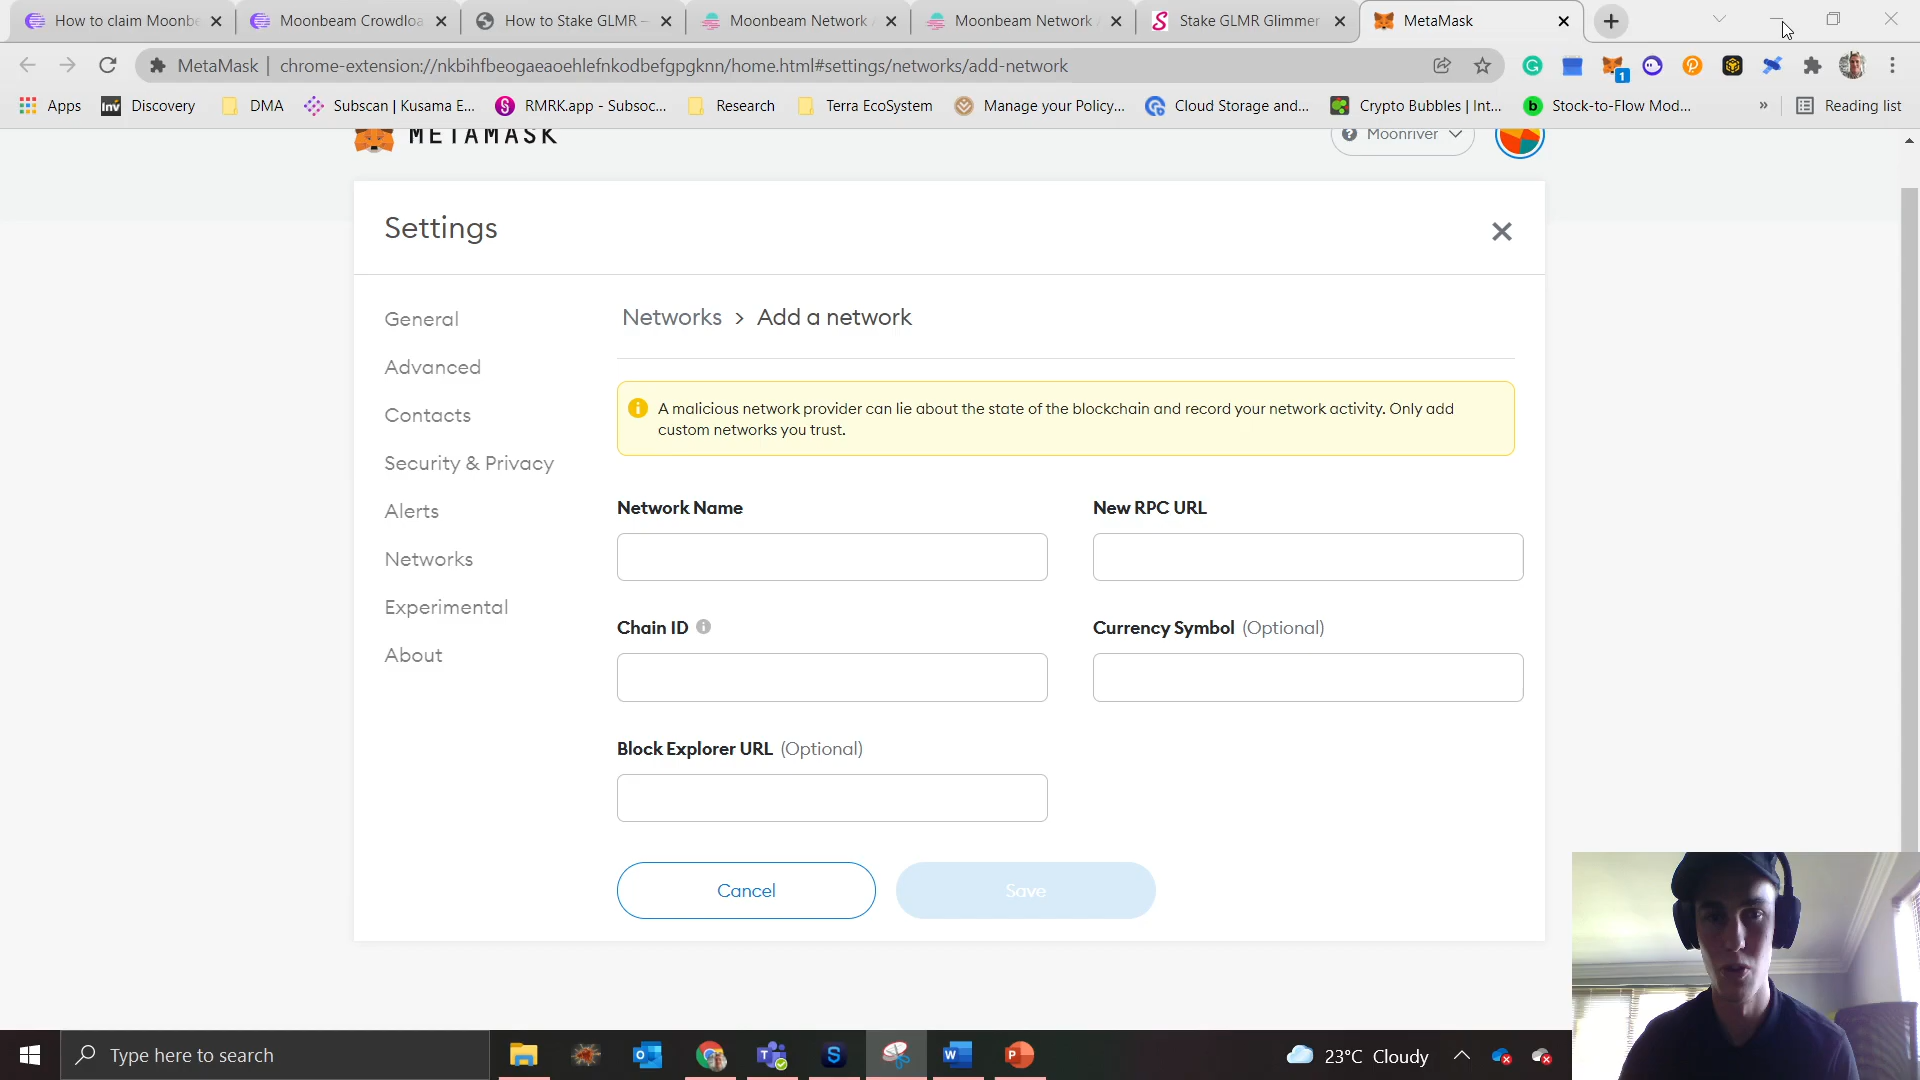 How to claim Moonbe
Moonbeam Crowdloa
How to Stake GLMR –
Moonbeam Network
Moonbeam Network
Stake GLMR Glimmer
MetaMask
MetaMask | chrome-extension://nkbihfbeogaeaoehlefnkodbefgpgknn/home.html#settings/networks/add-network
1
Apps
Inv Discovery
DMA
Subscan | Kusama E...
RMRK.app - Subsoc...
Research
Terra EcoSystem
Manage your Policy...
Cloud Storage and...
Crypto Bubbles | Int...
Stock-to-Flow Mod...
»
Reading list
METAMASK
Moonriver
Settings
General
Advanced
Contacts
Security & Privacy
Alerts
Networks
Experimental
About
Networks > Add a network
A malicious network provider can lie about the state of the blockchain and record your network activity. Only add
custom networks you trust.
Network Name
New RPC URL
Chain ID
Currency Symbol (Optional)
Block Explorer URL (Optional)
Cancel
Save
Type here to search
23°C Cloudy